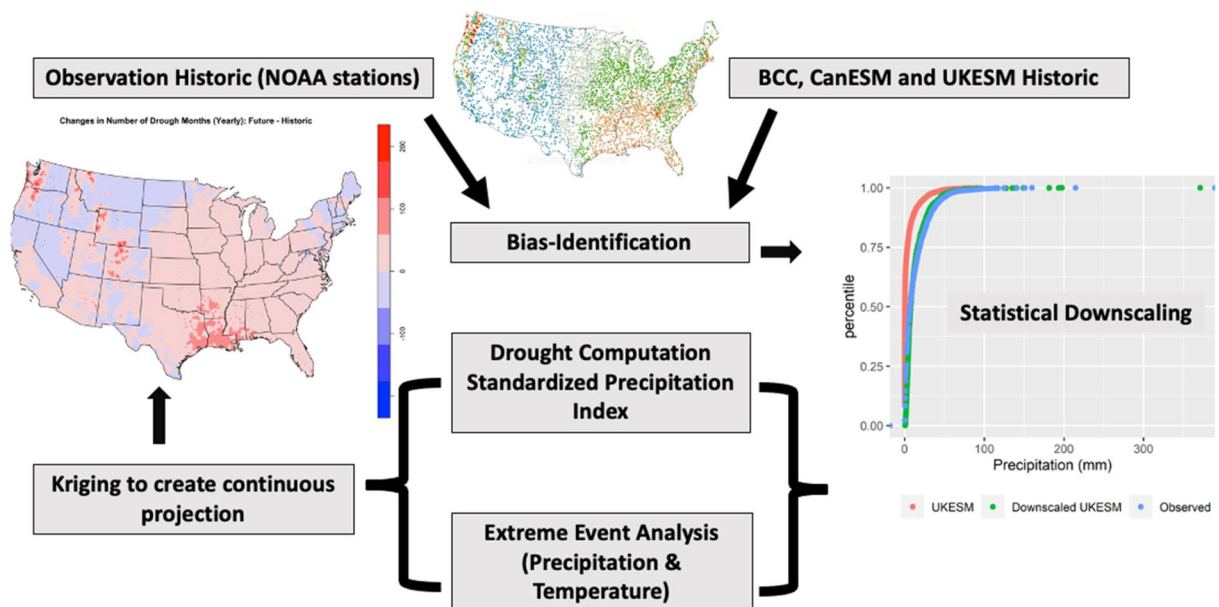 Observation Historic (NOAA stations)
BCC, CanESM and UKESM Historic
Changes in Number of Drough Months (Yearly): Future - Historic
200
100
0
-100
Bias-Identification
Drought Computation
Standardized Precipitation
Index
Kriging to create continuous
projection
Extreme Event Analysis
(Precipitation &
Temperature)
percentile
1.00
0.75
0.50
0.25
0.00
Statistical Downscaling
0
100
200
300
Precipitation (mm)
UKESM
Downscaled UKESM
Observed